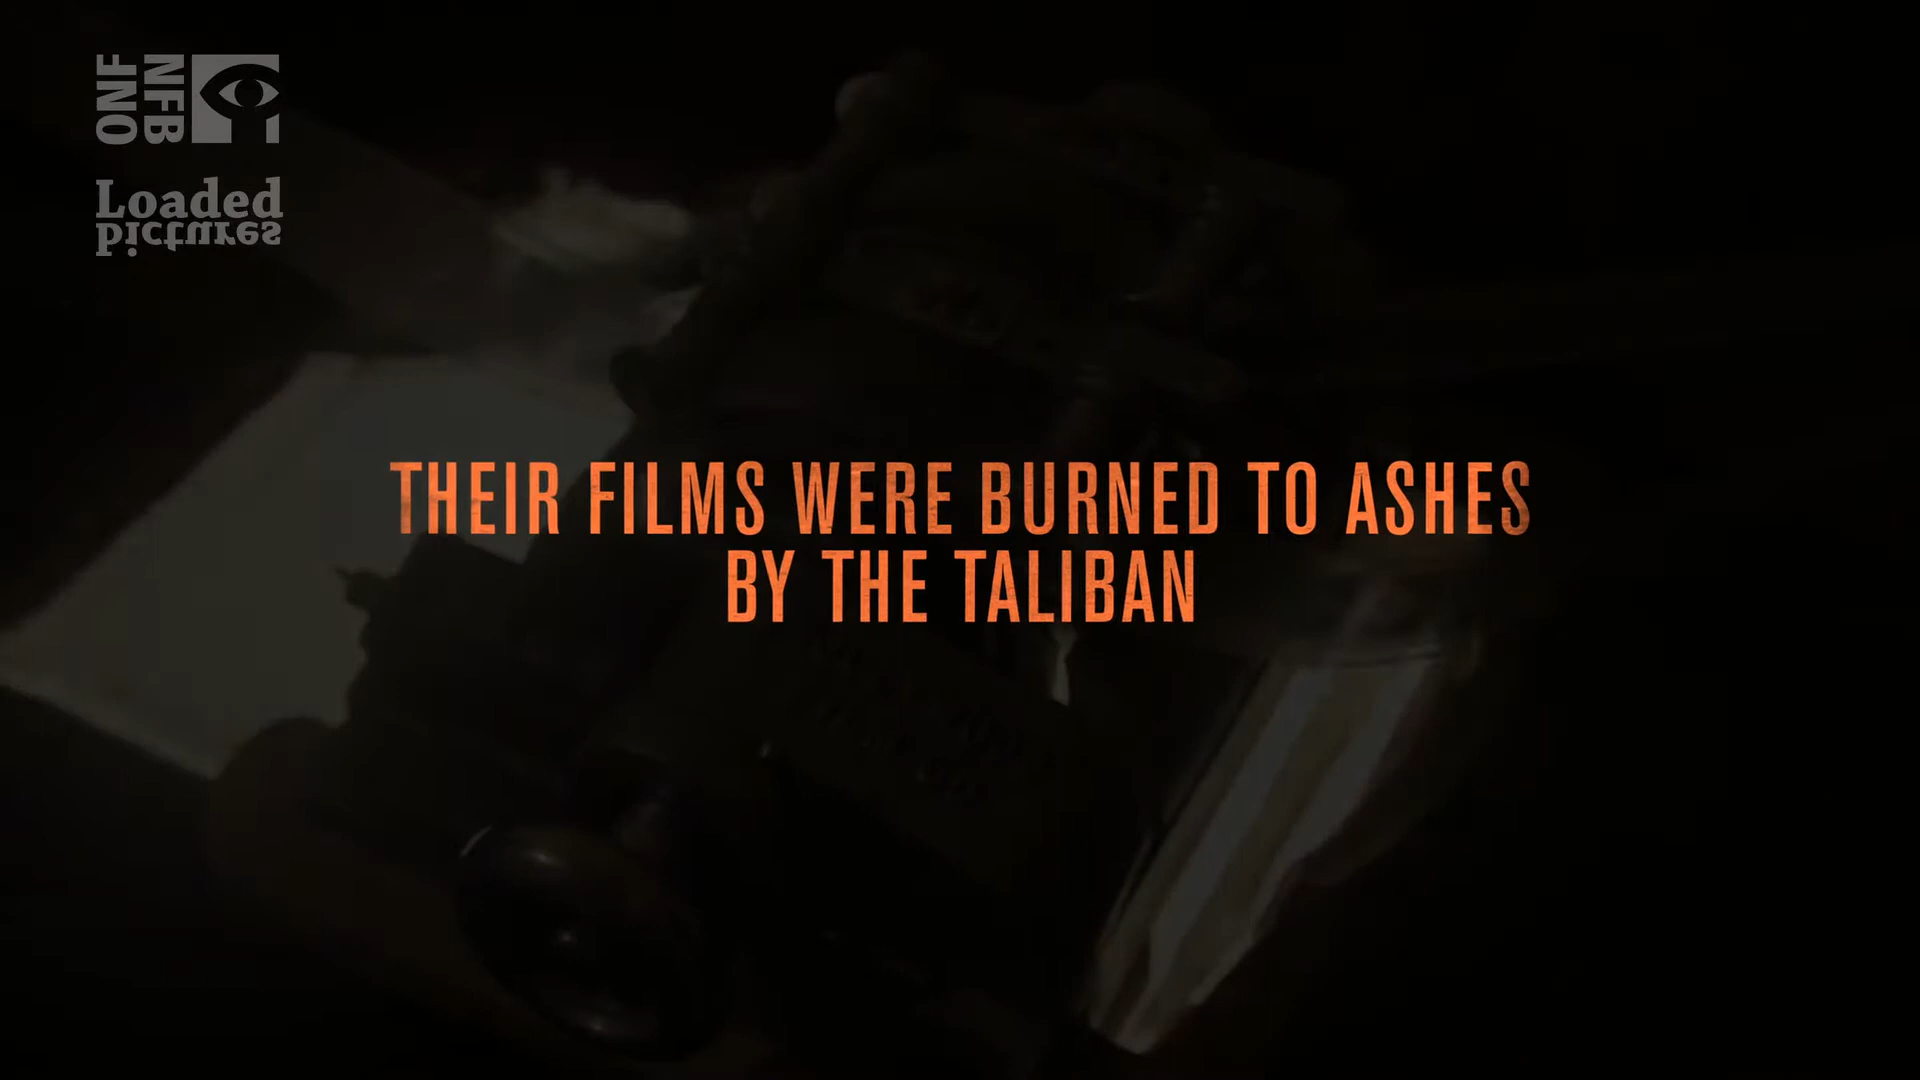 ONF
NFB
Loaded
pictures
THEIR FILMS WERE BURNED TO ASHES
BY THE TALIBAN